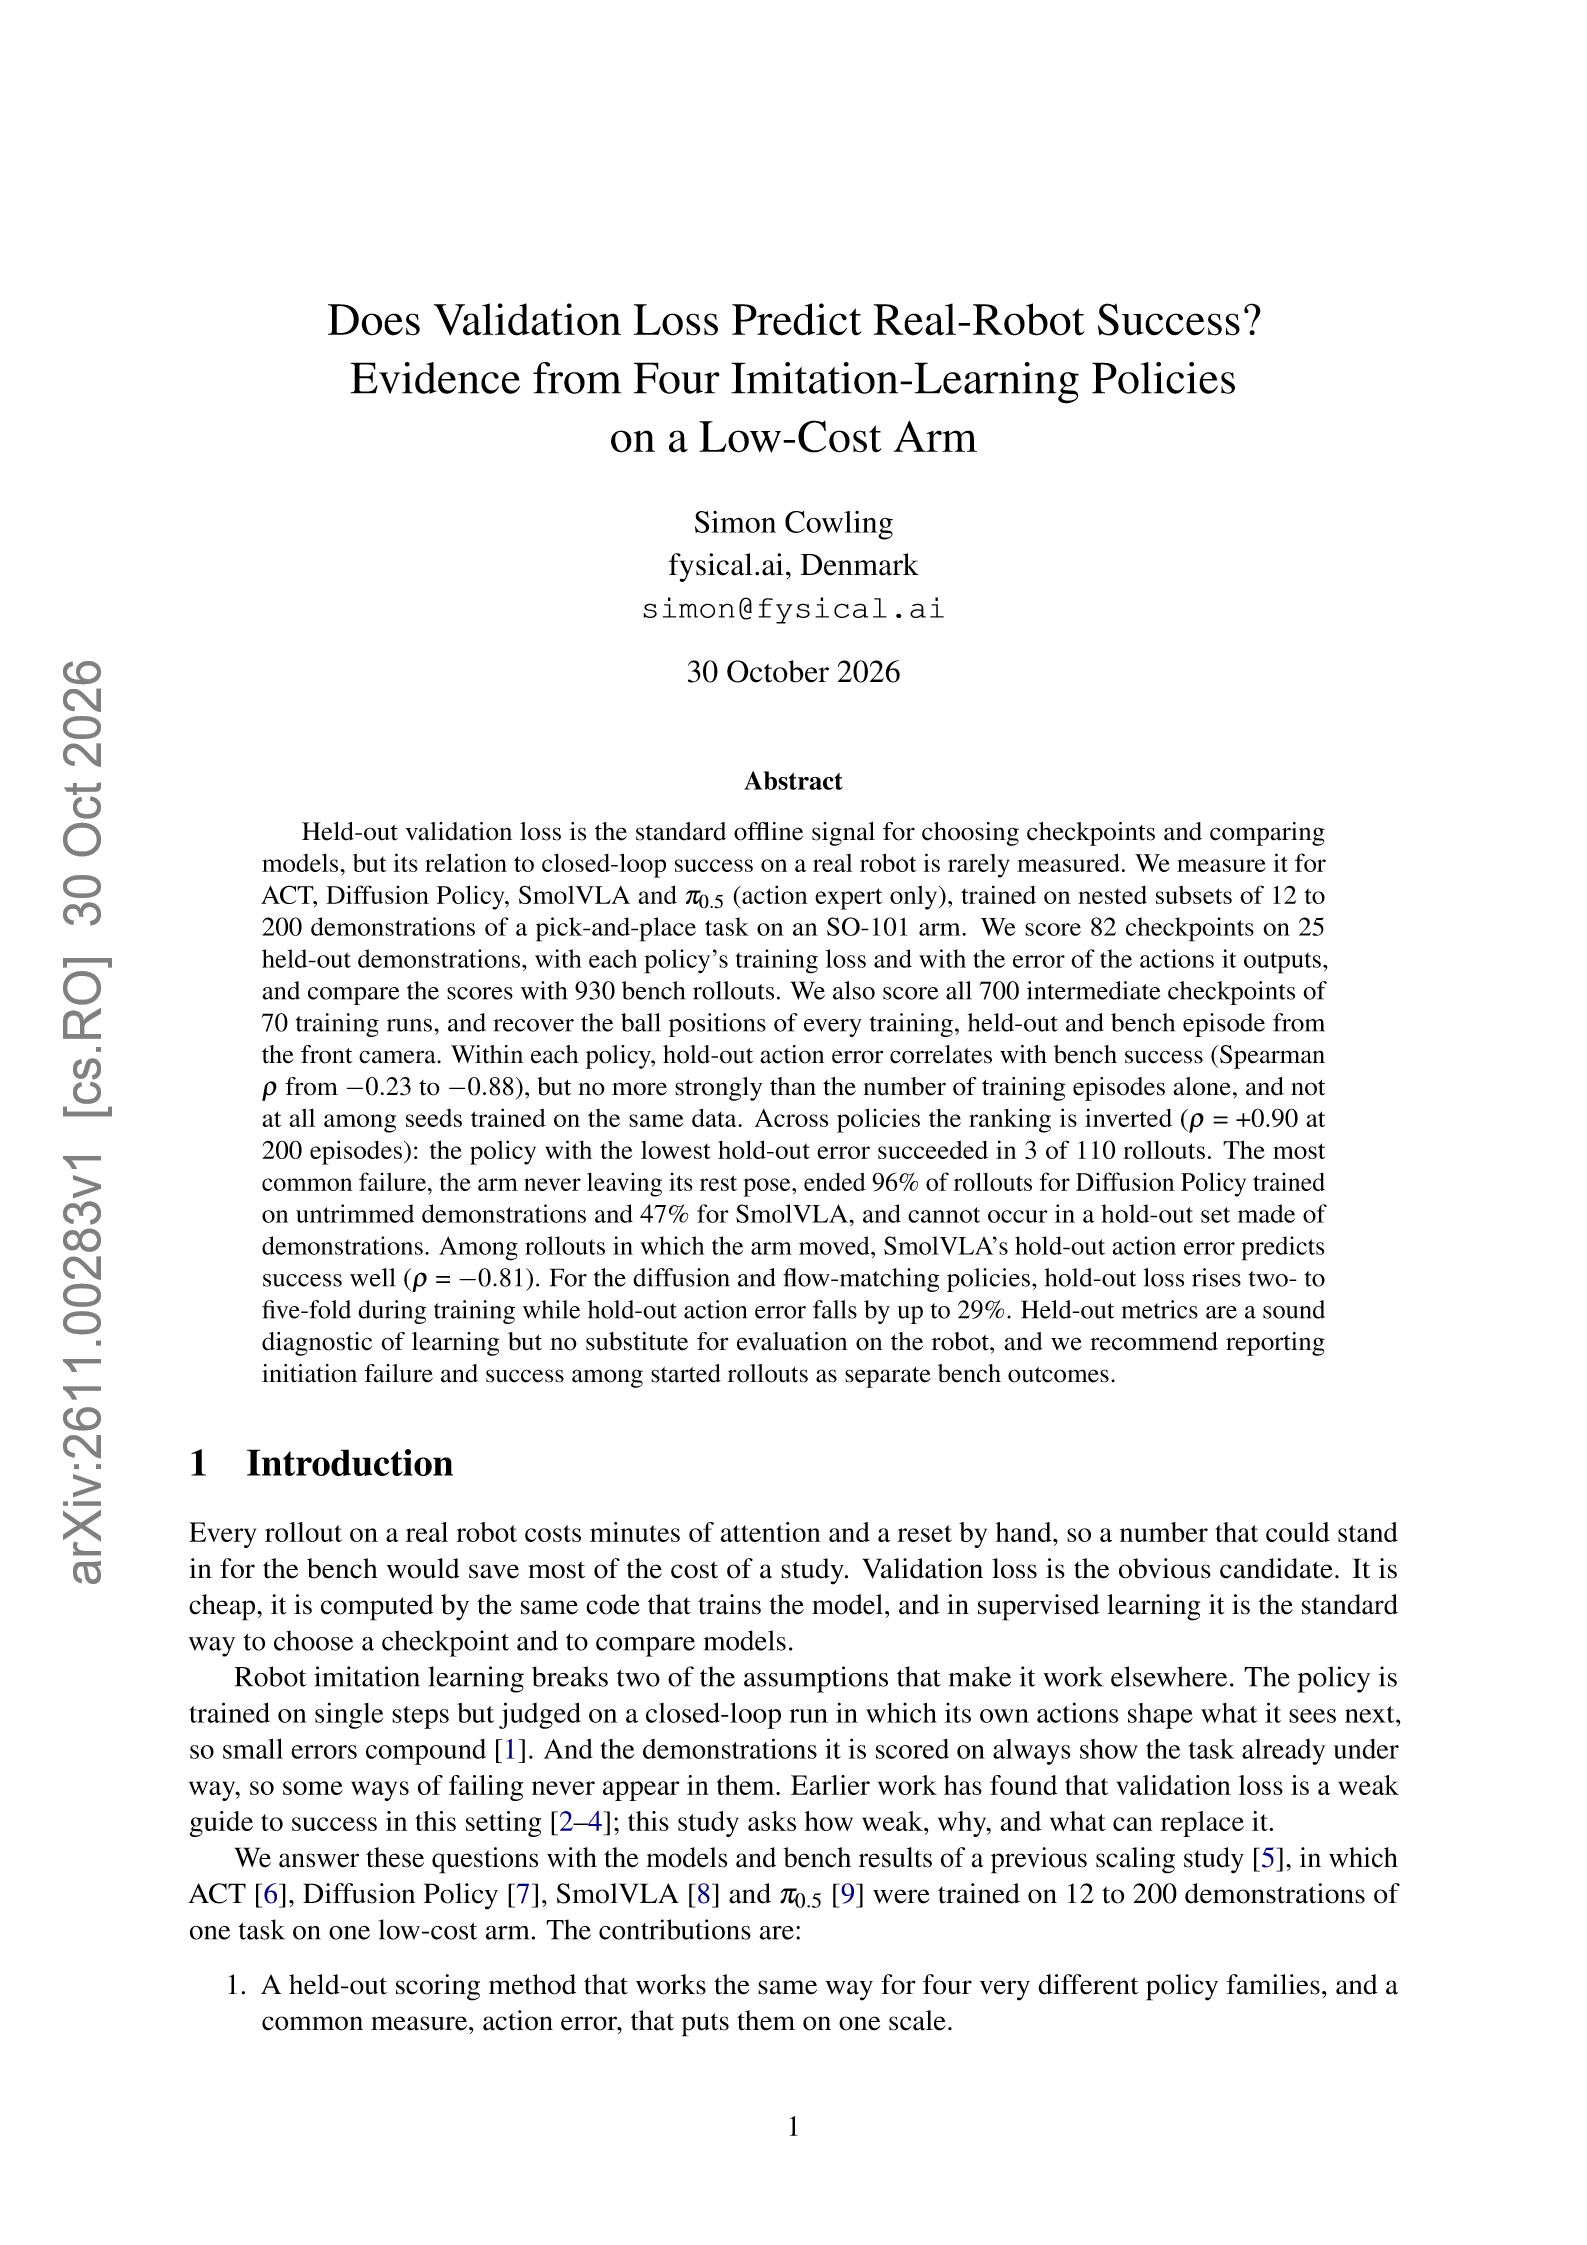 Does Validation Loss Predict Real-Robot Success?
Evidence from Four Imitation-Learning Policies
on a Low-Cost Arm
Simon Cowling
fysical.ai, Denmark
simon@fysical.ai
30 October 2026
arXiv:2611.00283v1 [cs.RO] 30 Oct 2026
Abstract
Held-out validation loss is the standard offline signal for choosing checkpoints and comparing
models, but its relation to closed-loop success on a real robot is rarely measured. We measure it for
ACT, Diffusion Policy, SmolVLA and π0.5 (action expert only), trained on nested subsets of 12 to
200 demonstrations of a pick-and-place task on an SO-101 arm. We score 82 checkpoints on 25
held-out demonstrations, with each policy's training loss and with the error of the actions it outputs,
and compare the scores with 930 bench rollouts. We also score all 700 intermediate checkpoints of
70 training runs, and recover the ball positions of every training, held-out and bench episode from
the front camera. Within each policy, hold-out action error correlates with bench success (Spearman
ρ from −0.23 to −0.88), but no more strongly than the number of training episodes alone, and not
at all among seeds trained on the same data. Across policies the ranking is inverted (ρ = +0.90 at
200 episodes): the policy with the lowest hold-out error succeeded in 3 of 110 rollouts. The most
common failure, the arm never leaving its rest pose, ended 96% of rollouts for Diffusion Policy trained
on untrimmed demonstrations and 47% for SmolVLA, and cannot occur in a hold-out set made of
demonstrations. Among rollouts in which the arm moved, SmolVLA's hold-out action error predicts
success well (ρ = −0.81). For the diffusion and flow-matching policies, hold-out loss rises two- to
five-fold during training while hold-out action error falls by up to 29%. Held-out metrics are a sound
diagnostic of learning but no substitute for evaluation on the robot, and we recommend reporting
initiation failure and success among started rollouts as separate bench outcomes.
1 Introduction
Every rollout on a real robot costs minutes of attention and a reset by hand, so a number that could stand
in for the bench would save most of the cost of a study. Validation loss is the obvious candidate. It is
cheap, it is computed by the same code that trains the model, and in supervised learning it is the standard
way to choose a checkpoint and to compare models.
Robot imitation learning breaks two of the assumptions that make it work elsewhere. The policy is
trained on single steps but judged on a closed-loop run in which its own actions shape what it sees next,
so small errors compound [1]. And the demonstrations it is scored on always show the task already under
way, so some ways of failing never appear in them. Earlier work has found that validation loss is a weak
guide to success in this setting [2–4]; this study asks how weak, why, and what can replace it.
We answer these questions with the models and bench results of a previous scaling study [5], in which
ACT [6], Diffusion Policy [7], SmolVLA [8] and π0.5 [9] were trained on 12 to 200 demonstrations of
one task on one low-cost arm. The contributions are:
1. A held-out scoring method that works the same way for four very different policy families, and a
common measure, action error, that puts them on one scale.
1